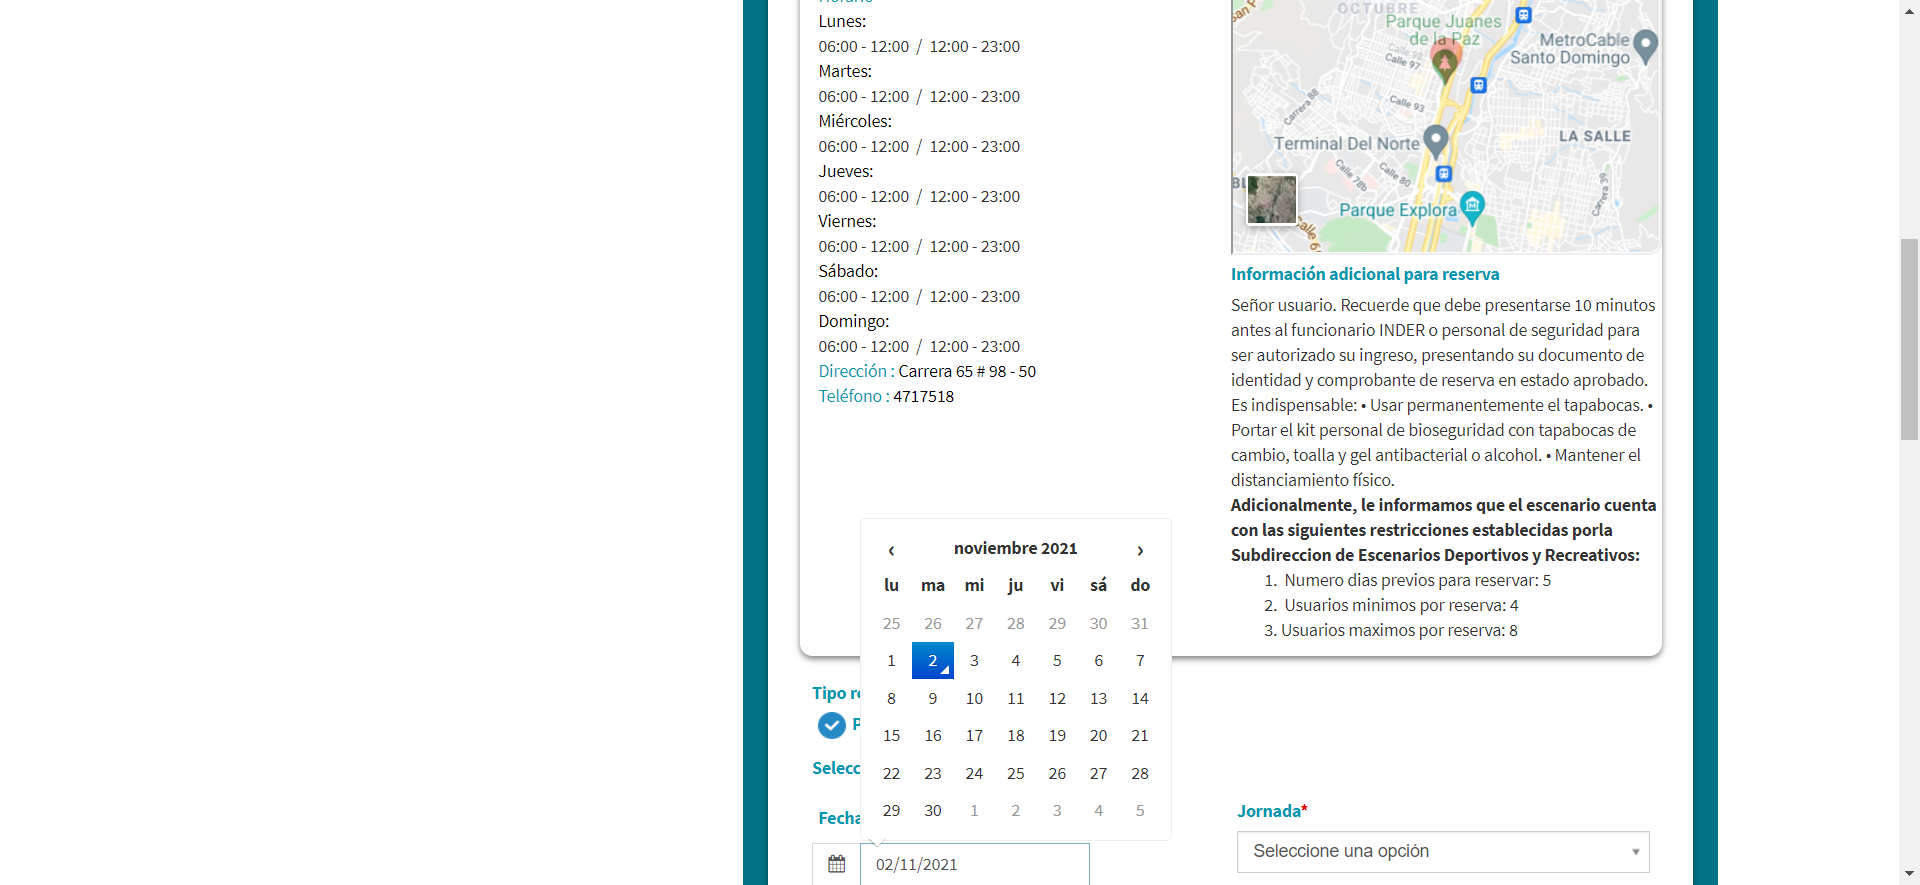 Lunes:
06:00 - 12:00 / 12:00 - 23:00
Martes:
06:00 - 12:00 / 12:00 - 23:00
Miércoles:
06:00 - 12:00 / 12:00 - 23:00
Jueves:
06:00 - 12:00 / 12:00 - 23:00
Viernes:
06:00 - 12:00 / 12:00 - 23:00
Sábado:
06:00 - 12:00 / 12:00 - 23:00
Domingo:
06:00 - 12:00 / 12:00 - 23:00
Dirección : Carrera 65 # 98 - 50
Teléfono : 4717518
OCTUBRE
Parque Juanes
de la Paz
MetroCable
Santo Domingo
Calle 98
Calle 97
Carrera 88
Calle 93
Terminal Del Norte
LA SALLE
Calle 78b
Calle 80
Carrera 39
Parque Explora
Información adicional para reserva
Señor usuario. Recuerde que debe presentarse 10 minutos
antes al funcionario INDER o personal de seguridad para
ser autorizado su ingreso, presentando su documento de
identidad y comprobante de reserva en estado aprobado.
Es indispensable: • Usar permanentemente el tapabocas. •
Portar el kit personal de bioseguridad con tapabocas de
cambio, toalla y gel antibacterial o alcohol. • Mantener el
distanciamiento físico.
Adicionalmente, le informamos que el escenario cuenta
con las siguientes restricciones establecidas porla
Subdireccion de Escenarios Deportivos y Recreativos:
1. Numero dias previos para reservar: 5
2. Usuarios minimos por reserva: 4
3. Usuarios maximos por reserva: 8
‹ noviembre 2021 ›
lu ma mi ju vi sá do
25 26 27 28 29 30 31
1 2 3 4 5 6 7
8 9 10 11 12 13 14
15 16 17 18 19 20 21
22 23 24 25 26 27 28
29 30 1 2 3 4 5
Tipo
Fecha
02/11/2021
Jornada*
Seleccione una opción